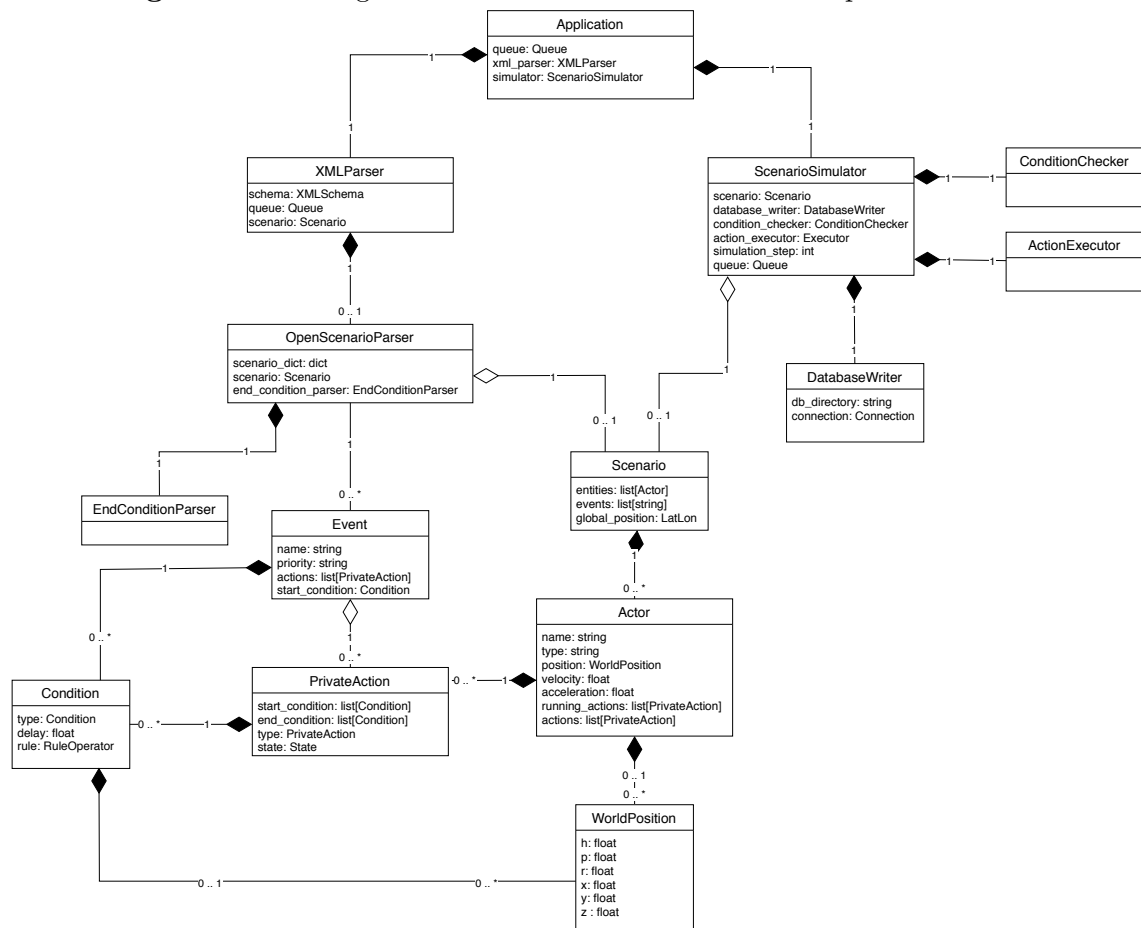 Application
queue: Queue
xml_parser: XMLParser
simulator: ScenarioSimulator
1
1
1
1
XMLParser
schema: XMLSchema
queue: Queue
scenario: Scenario
ScenarioSimulator
scenario: Scenario
database_writer: DatabaseWriter
condition_checker: ConditionChecker
action_executor: Executor
simulation_step: int
queue: Queue
1
1
ConditionChecker
1
1
ActionExecutor
1
0 .. 1
1
1
DatabaseWriter
db_directory: string
connection: Connection
OpenScenarioParser
scenario_dict: dict
scenario: Scenario
end_condition_parser: EndConditionParser
1
0 .. 1
1
0 .. 1
1
1
EndConditionParser
1
0 .. *
Scenario
entities: list[Actor]
events: list[string]
global_position: LatLon
Event
name: string
priority: string
actions: list[PrivateAction]
start_condition: Condition
1
0 .. *
1
0 .. *
1
0 .. *
Actor
name: string
type: string
position: WorldPosition
velocity: float
acceleration: float
running_actions: list[PrivateAction]
actions: list[PrivateAction]
0 .. *
1
PrivateAction
start_condition: list[Condition]
end_condition: list[Condition]
type: PrivateAction
state: State
0 .. *
1
Condition
type: Condition
delay: float
rule: RuleOperator
0 .. 1
0 .. *
WorldPosition
h: float
p: float
r: float
x: float
y: float
z : float
0 .. 1
0 .. *